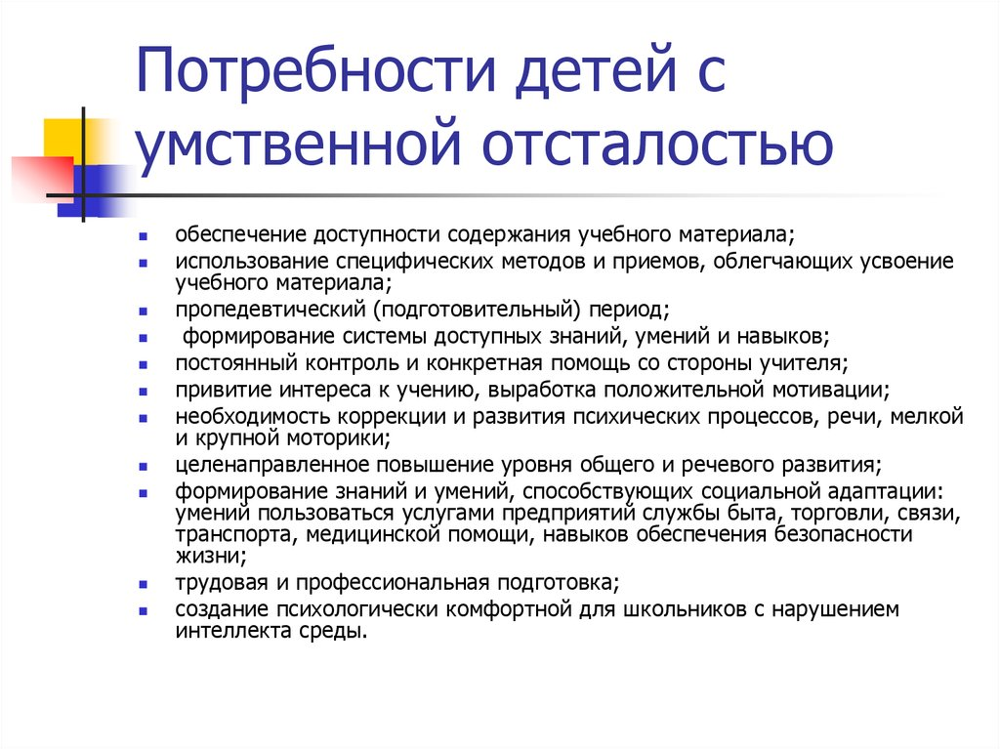 Потребности детей с
умственной отсталостью
обеспечение доступности содержания учебного материала;
использование специфических методов и приемов, облегчающих усвоение
учебного материала;
пропедевтический (подготовительный) период;
формирование системы доступных знаний, умений и навыков;
постоянный контроль и конкретная помощь со стороны учителя;
привитие интереса к учению, выработка положительной мотивации;
необходимость коррекции и развития психических процессов, речи, мелкой
и крупной моторики;
целенаправленное повышение уровня общего и речевого развития;
формирование знаний и умений, способствующих социальной адаптации:
умений пользоваться услугами предприятий службы быта, торговли, связи,
транспорта, медицинской помощи, навыков обеспечения безопасности
жизни;
трудовая и профессиональная подготовка;
создание психологически комфортной для школьников с нарушением
интеллекта среды.